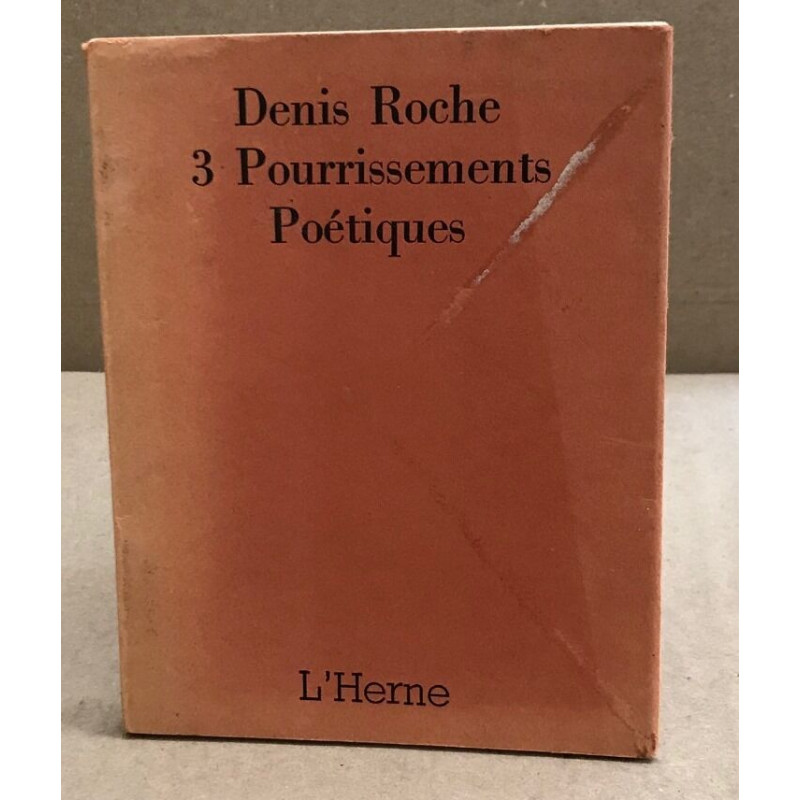 Denis Roche
3 Pourrissements
Poétiques
L'Herne